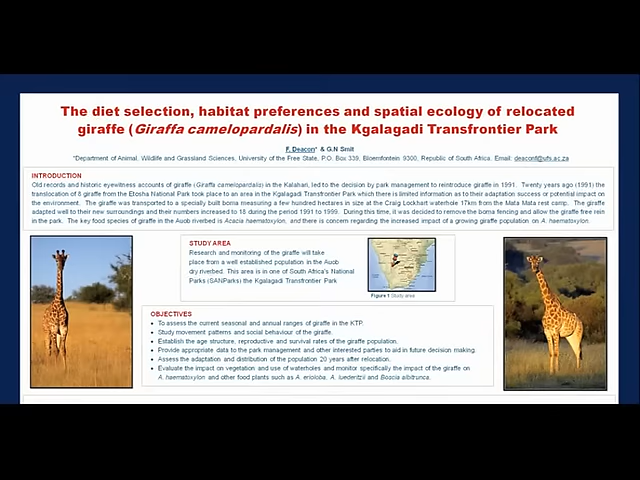 The diet selection, habitat preferences and spatial ecology of relocated
giraffe (Giraffa camelopardalis) in the Kgalagadi Transfrontier Park
F. Deacon* & G.N Smit
*Department of Animal, Wildlife and Grassland Sciences, University of the Free State, P.O. Box 339, Bloemfontein 9300, Republic of South Africa. Email: deaconf@ufs.ac.za
INTRODUCTION
Old records and historic eyewitness accounts of giraffe (Giraffa camelopardalis) in the Kalahari, led to the decision by park management to reintroduce giraffe in 1991. Twenty years ago (1991) the
translocation of 8 giraffe from the Etosha National Park took place to an area in the Kgalagadi Transfrontier Park which there is limited information as to their adaptation success or potential impact on
the environment. The giraffe was transported to a specially built boma measuring a few hundred hectares in size at the Craig Lockhart waterhole 17km from the Mata Mata rest camp. The giraffe
adapted well to their new surroundings and their numbers increased to 18 during the period 1991 to 1999. During this time, it was decided to remove the boma fencing and allow the giraffe free rein
in the park. The key food species of giraffe in the Auob riverbed is Acacia haematoxylon, and there is concern regarding the increased impact of a growing giraffe population on A. haematoxylon.
STUDY AREA
Research and monitoring of the giraffe will take
place from a well established population in the Auob
dry riverbed. This area is in one of South Africa's National
Parks (SANParks) the Kgalagadi Transfrontier Park
Figure 1 Study area
OBJECTIVES
• To assess the current seasonal and annual ranges of giraffe in the KTP.
• Study movement patterns and social behaviour of the giraffe.
• Establish the age structure, reproductive and survival rates of the giraffe population.
• Provide appropriate data to the park management and other interested parties to aid in future decision making.
• Assess the adaptation and distribution of the population 20 years after relocation.
• Evaluate the impact on vegetation and use of waterholes and monitor specifically the impact of the giraffe on
A. haematoxylon and other food plants such as A. erioloba, A. luederitzii and Boscia albitrunca.